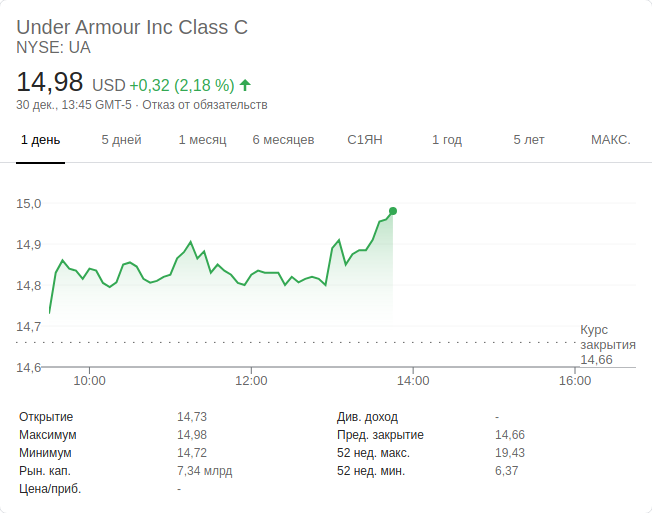 Under Armour Inc Class C
NYSE: UA
14,98 USD +0,32 (2,18 %)
30 дек., 13:45 GMT-5 · Отказ от обязательств
1 день 5 дней 1 месяц 6 месяцев С1ЯН 1 год 5 лет МАКС.
15,0
14,9
14,8
14,7
Курс
закрытия
14,66
14,6
10:00 12:00 14:00 16:00
Открытие 14,73 Див. доход -
Максимум 14,98 Пред. закрытие 14,66
Минимум 14,72 52 нед. макс. 19,43
Рын. кап. 7,34 млрд 52 нед. мин. 6,37
Цена/приб. -